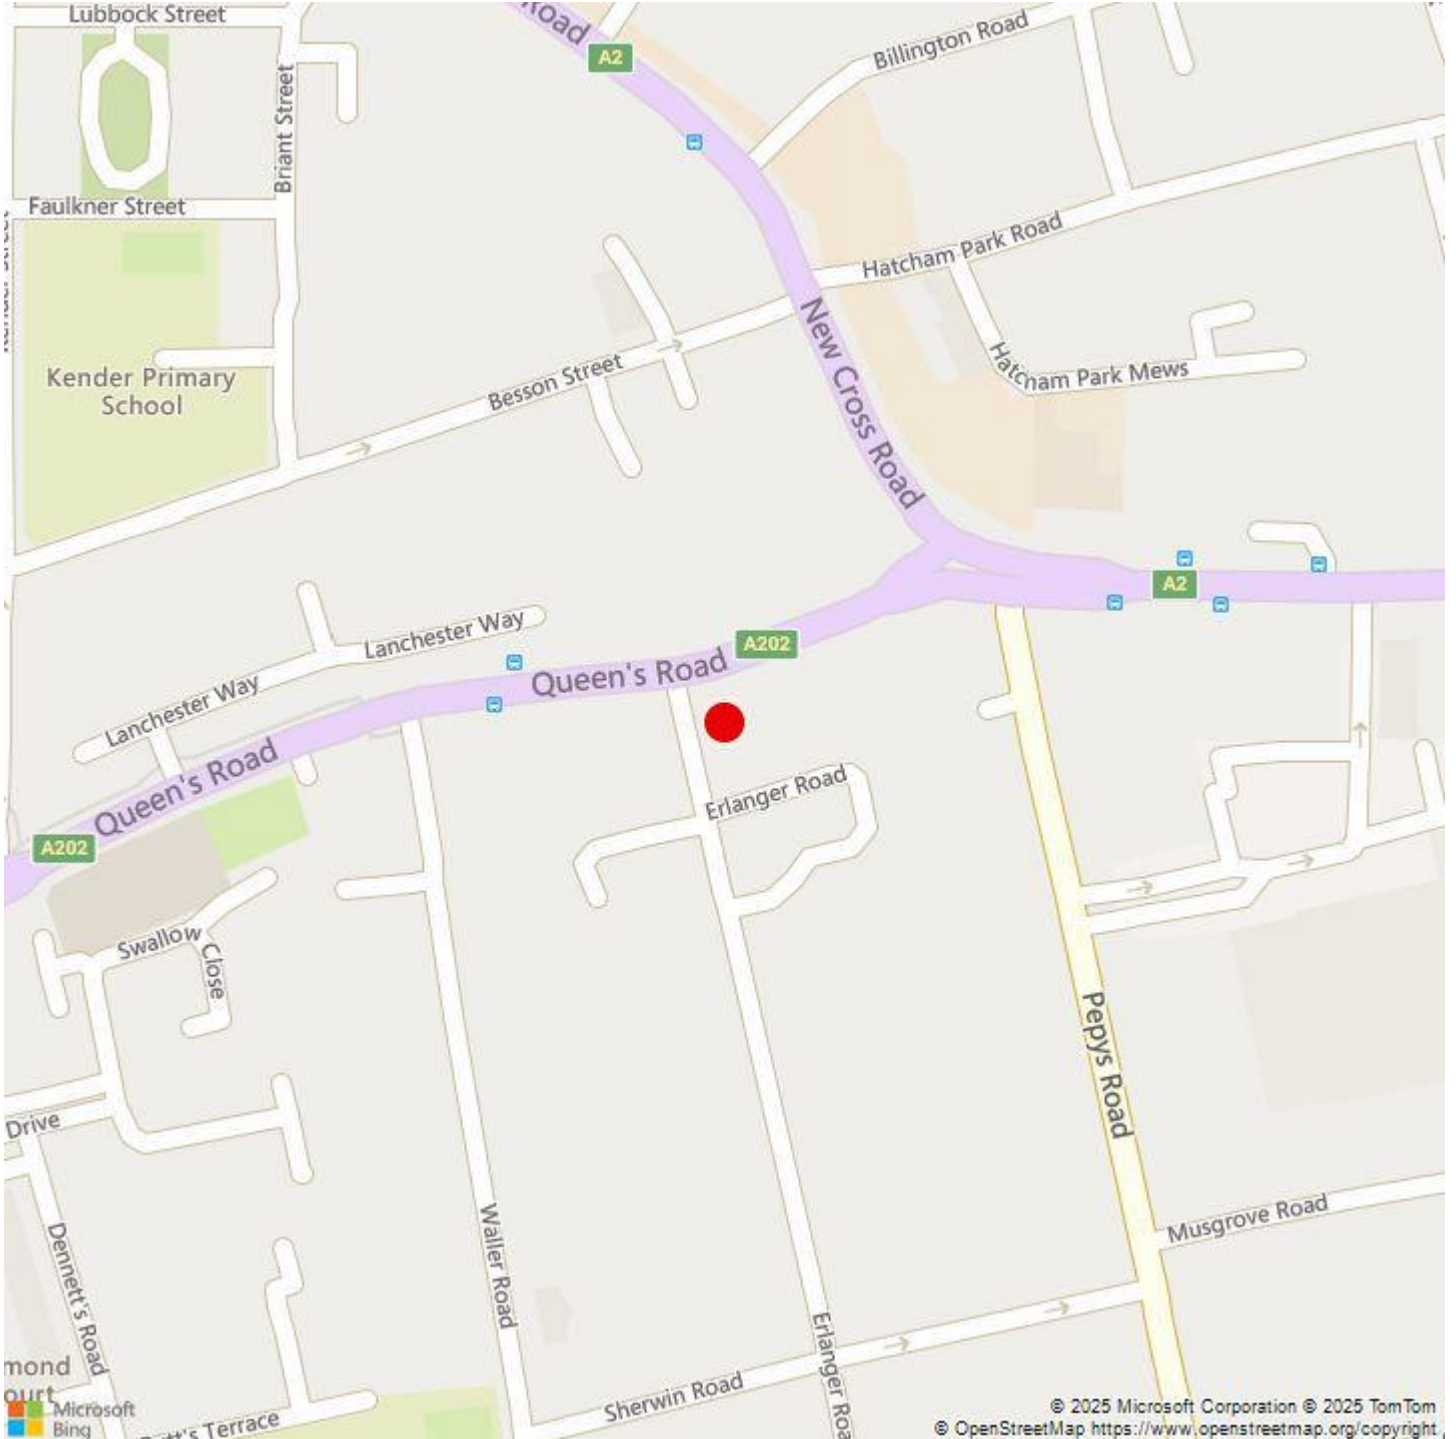 Lubbock Street
Road
A2
Billington Road
Briant Street
Faulkner Street
Hatcham Park Road
New Cross Road
Kender Primary
School
Besson Street
Hatcham Park Mews
A2
Lanchester Way
A202
Queen's Road
Lanchester Way
Queen's Road
Erlanger Road
A202
Swallow Close
Pepys Road
Drive
Musgrove Road
Waller Road
Dennett's Road
Erlanger Roa
mond
ourt
Sherwin Road
Microsoft
Bing
Terrace
© 2025 Microsoft Corporation © 2025 TomTom
© OpenStreetMap https://www.openstreetmap.org/copyright